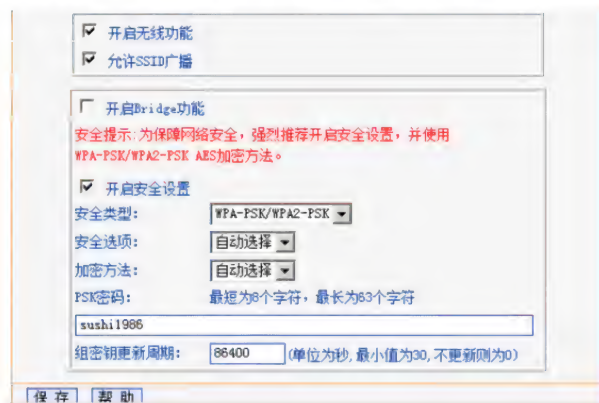 开启无线功能
允许SSID广播
开启Bridge功能
安全提示:为保障网络安全，强烈推荐开启安全设置，并使用
WPA-PSK/WPA2-PSK AES加密方法。
开启安全设置
安全类型： WPA-PSK/WPA2-PSK
安全选项： 自动选择
加密方法： 自动选择
PSK密码： 最短为8个字符，最长为63个字符
sushi1986
组密钥更新周期： 86400 (单位为秒,最小值为30,不更新则为0)
保 存 帮 助